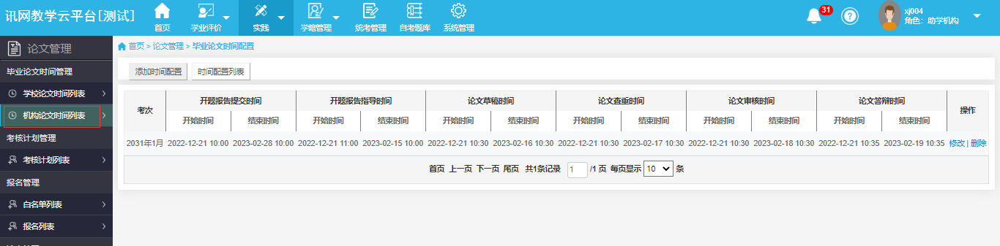 讯网教学云平台[测试]
首页
学业评价
实践
学籍管理
统考管理
自考题库
系统管理
31
xj004
角色：助学机构
论文管理
毕业论文时间管理
学校论文时间列表
机构论文时间列表
考核计划管理
考核计划列表
报名管理
白名单列表
报名列表
首页 > 论文管理 > 毕业论文时间配置
添加时间配置 时间配置列表
考次 开题报告提交时间 开题报告指导时间 论文草稿时间 论文查重时间 论文审核时间 论文答辩时间 操作
开始时间 结束时间 开始时间 结束时间 开始时间 结束时间 开始时间 结束时间 开始时间 结束时间 开始时间 结束时间
2031年1月 2022-12-21 10:00 2023-02-28 10:00 2022-12-21 11:00 2023-02-15 10:00 2022-12-21 10:30 2023-02-16 10:30 2022-12-21 10:30 2023-02-17 10:30 2022-12-21 10:30 2023-02-18 10:30 2022-12-21 10:35 2023-02-19 10:35 修改 | 删除
首页 上一页 下一页 尾页 共1条记录 1 /1 页 每页显示 10 条